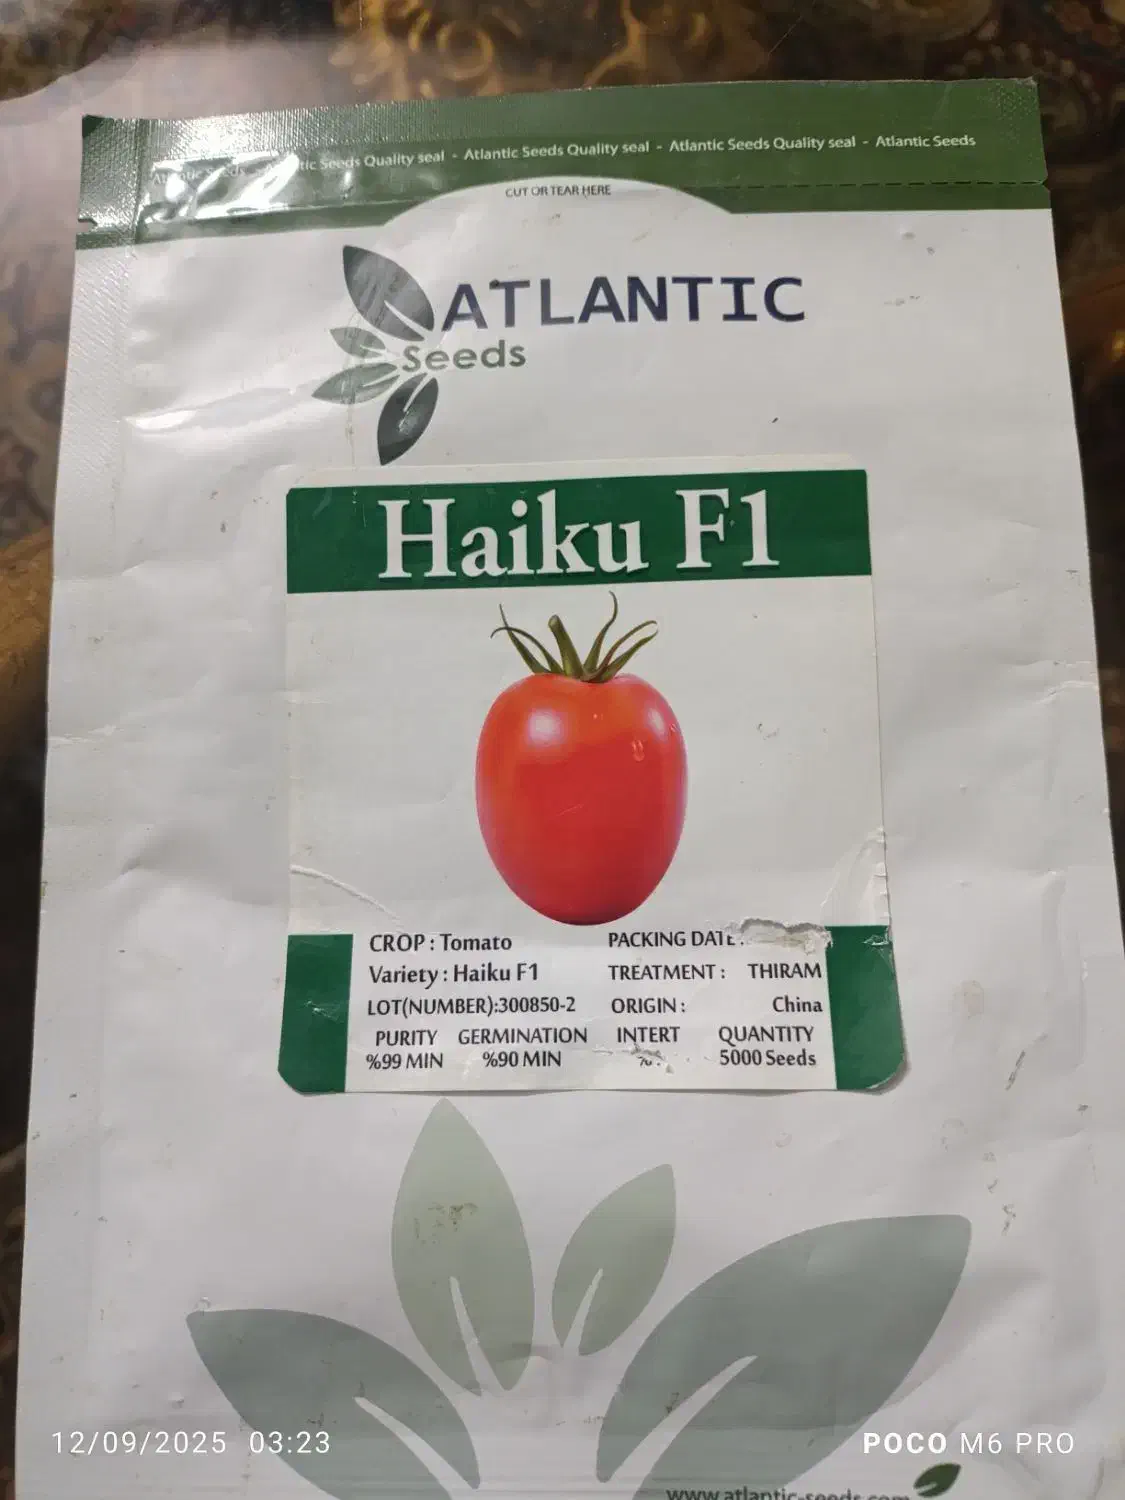 Atlantic Seeds - Atlantic Seeds Quality seal - Atlantic Seeds Quality seal - Atlantic Seeds Quality seal - Atlantic Seeds
CUT OR TEAR HERE
ATLANTIC
Seeds
Haiku F1
CROP : Tomato PACKING DATE :
Variety : Haiku F1 TREATMENT : THIRAM
LOT(NUMBER):300850-2 ORIGIN : China
PURITY GERMINATION INTERT QUANTITY
%99 MIN %90 MIN 5000 Seeds
12/09/2025 03:23 POCO M6 PRO
www.atlantic-seeds.com